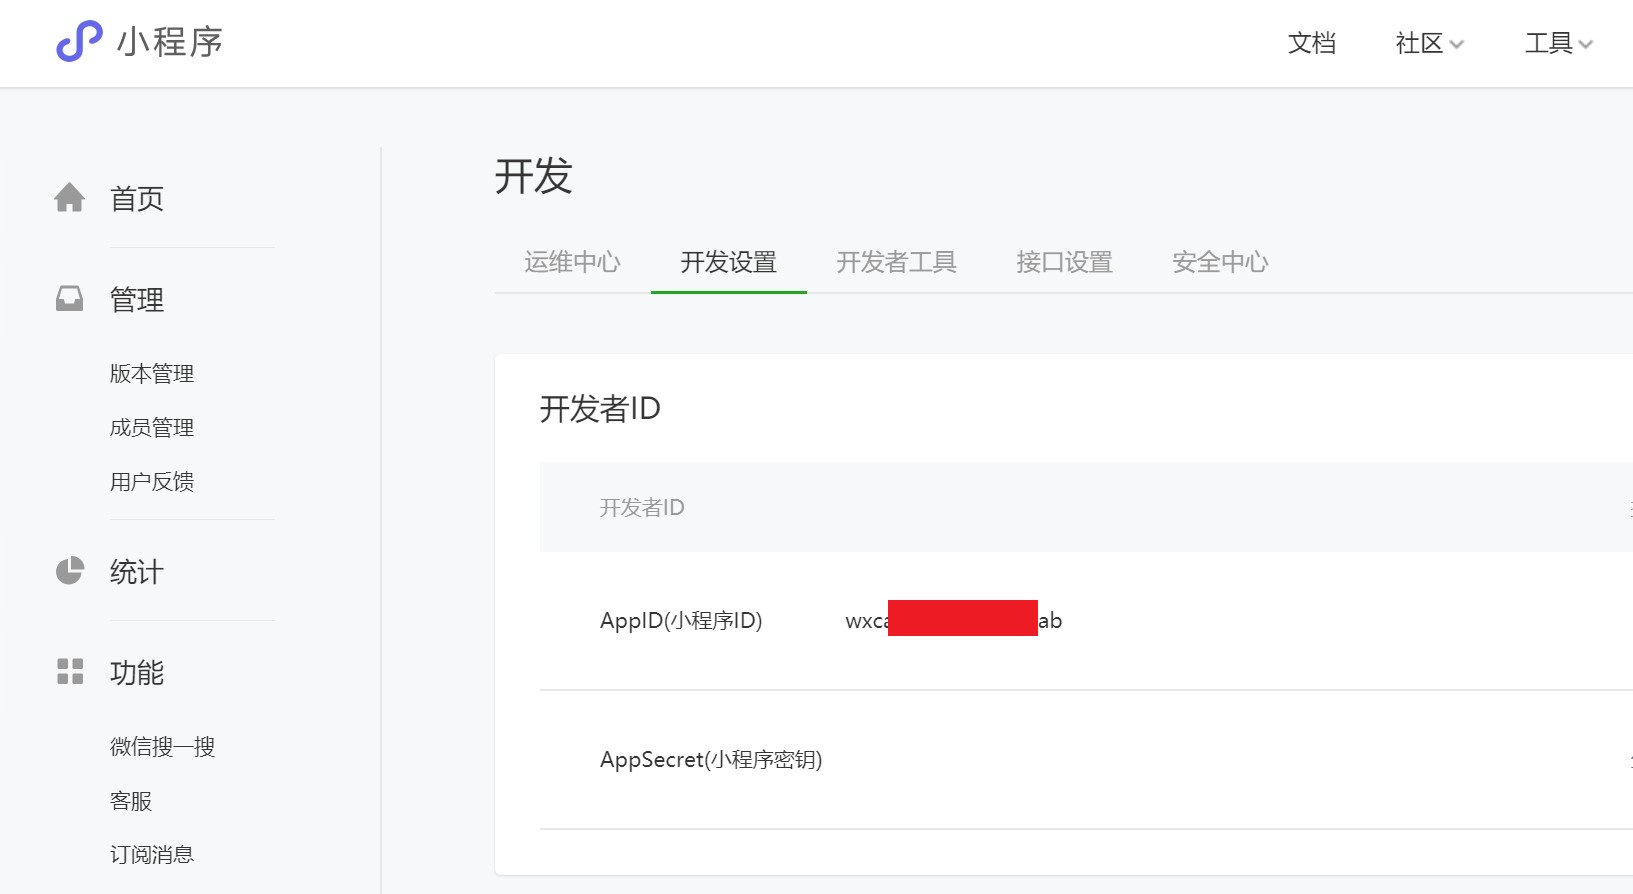 小程序
文档
社区
工具
首页
管理
版本管理
成员管理
用户反馈
统计
功能
微信搜一搜
客服
订阅消息
开发
运维中心
开发设置
开发者工具
接口设置
安全中心
开发者ID
开发者ID
AppID(小程序ID)
wxca
ab
AppSecret(小程序密钥)